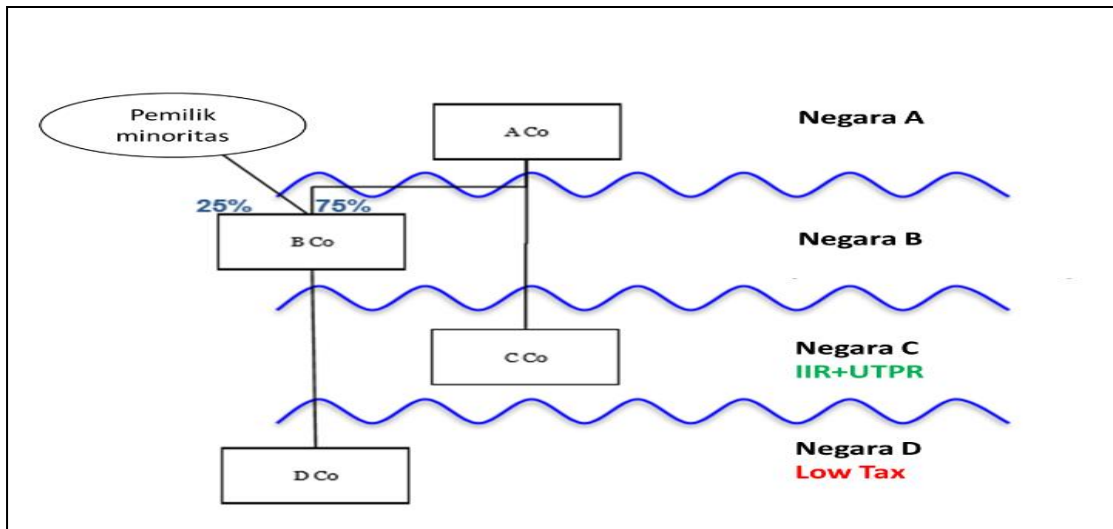 Pemilik
minoritas
A Co
Negara A
25%
75%
B Co
Negara B
C Co
Negara C
IIR+UTPR
D Co
Negara D
Low Tax